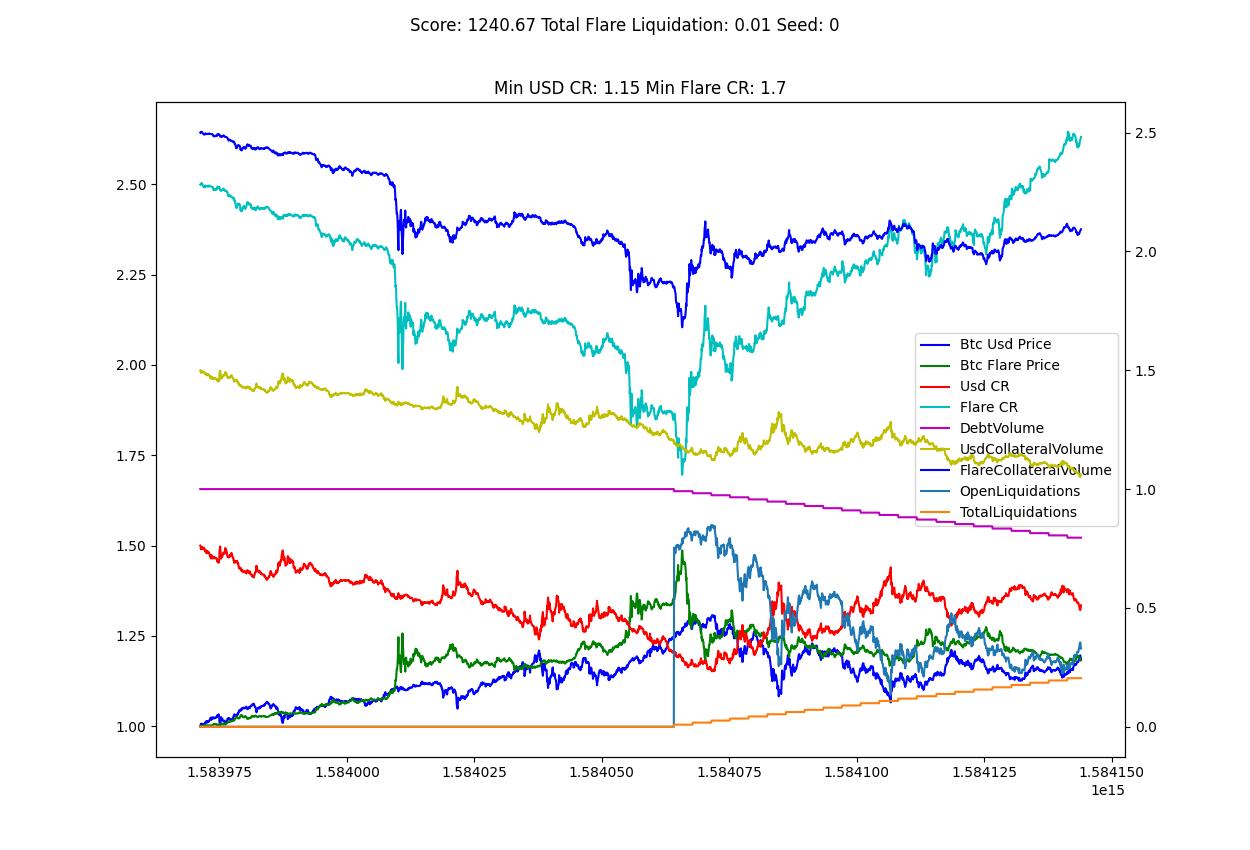 Score: 1240.67 Total Flare Liquidation: 0.01 Seed: 0
Min USD CR: 1.15 Min Flare CR: 1.7
2.50
2.25
2.00
1.75
1.50
1.25
1.00
2.5
2.0
1.5
1.0
0.5
0.0
Btc Usd Price
Btc Flare Price
Usd CR
Flare CR
DebtVolume
UsdCollateralVolume
FlareCollateralVolume
OpenLiquidations
TotalLiquidations
1.583975 1.584000 1.584025 1.584050 1.584075 1.584100 1.584125 1.584150
1e15